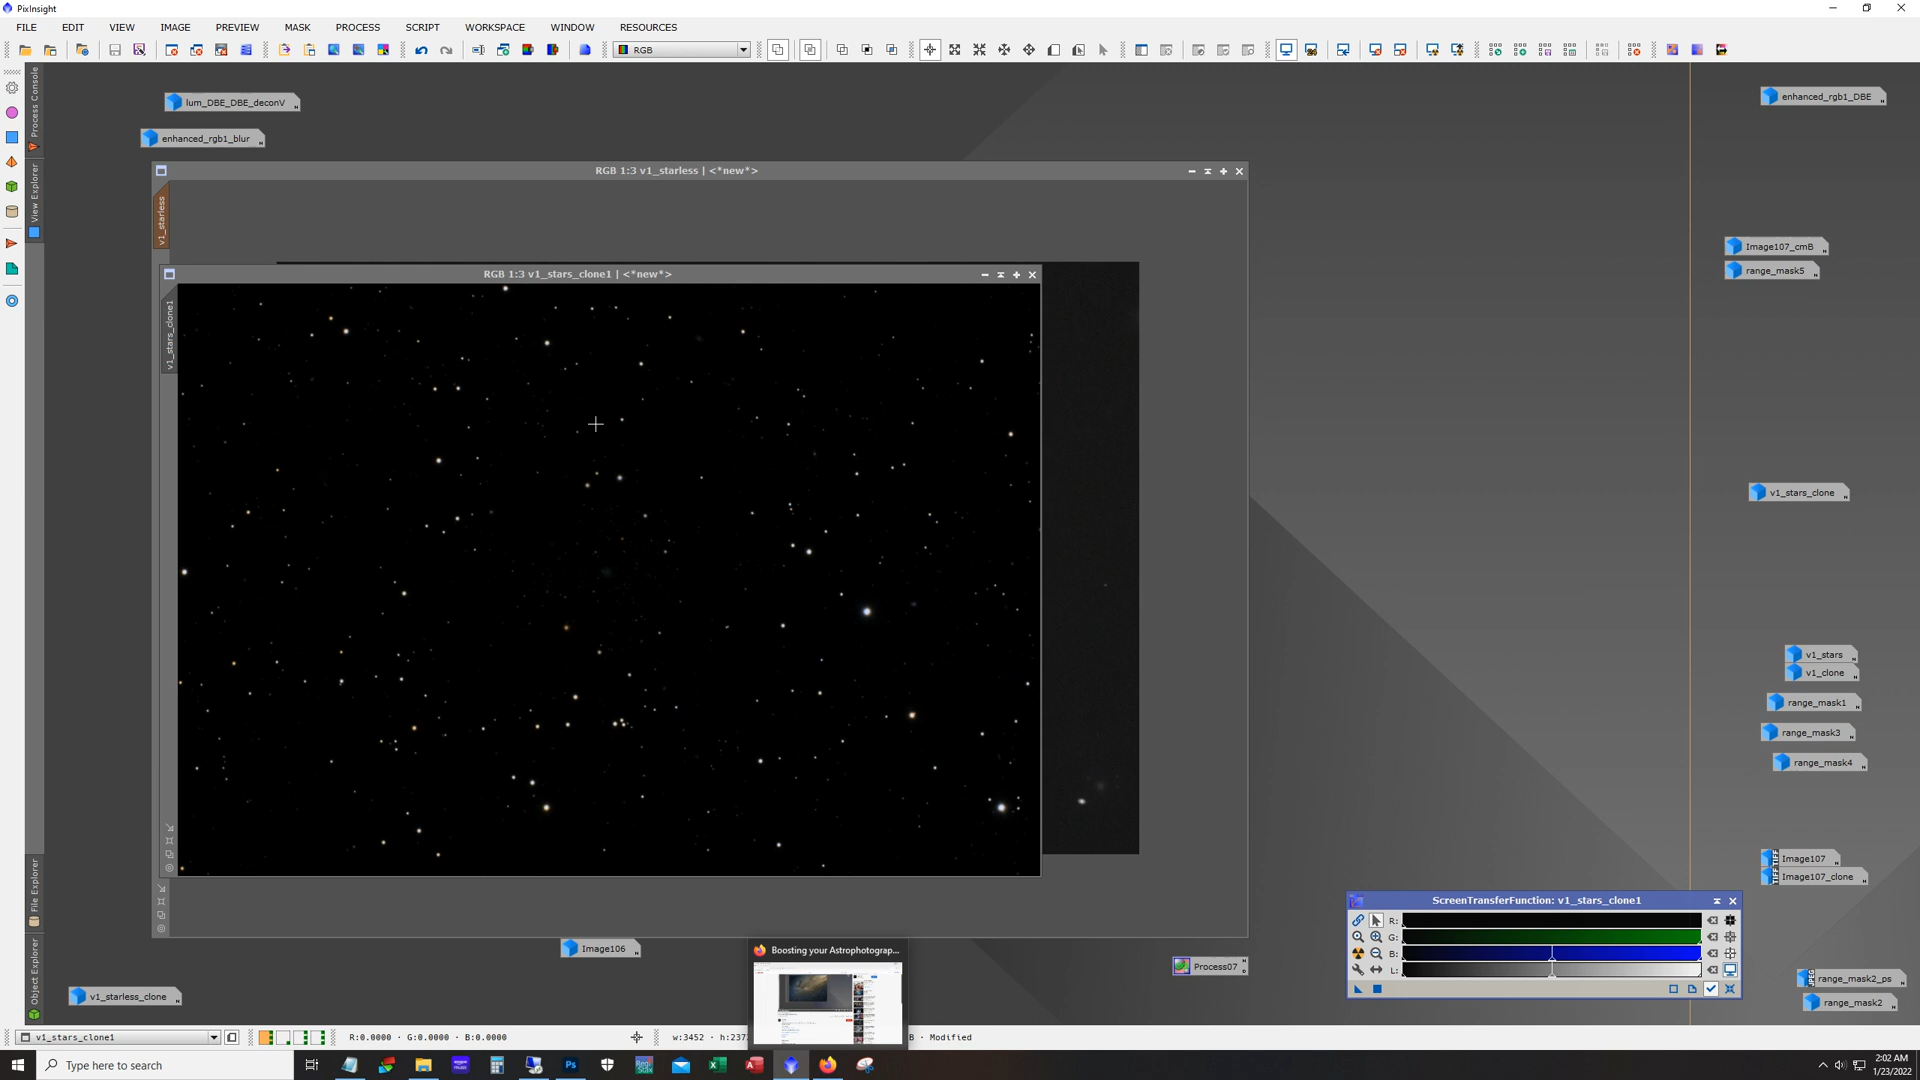 PixInsight
FILE EDIT VIEW IMAGE PREVIEW MASK PROCESS SCRIPT WORKSPACE WINDOW RESOURCES
RGB
Process Console
View Explorer
File Explorer
Object Explorer
lum_DBE_DBE_deconV
enhanced_rgb1_blur
enhanced_rgb1_DBE
RGB 1:3 v1_starless | <*new*>
v1_starless
RGB 1:3 v1_stars_clone1 | <*new*>
v1_stars_clone1
Image107_cmB
range_mask5
v1_stars_clone
v1_stars
v1_clone
range_mask1
range_mask3
range_mask4
TIFF
Image107
TIFF
Image107_clone
ScreenTransferFunction: v1_stars_clone1
R:
G:
B:
L:
Image106
Boosting your Astrophotograp...
Process07
v1_starless_clone
JPEG
range_mask2_ps
range_mask2
v1_stars_clone1
R:0.0000 · G:0.0000 · B:0.0000
w:3452 · h:237
B · Modified
Type here to search
Ps
2:02 AM
1/23/2022